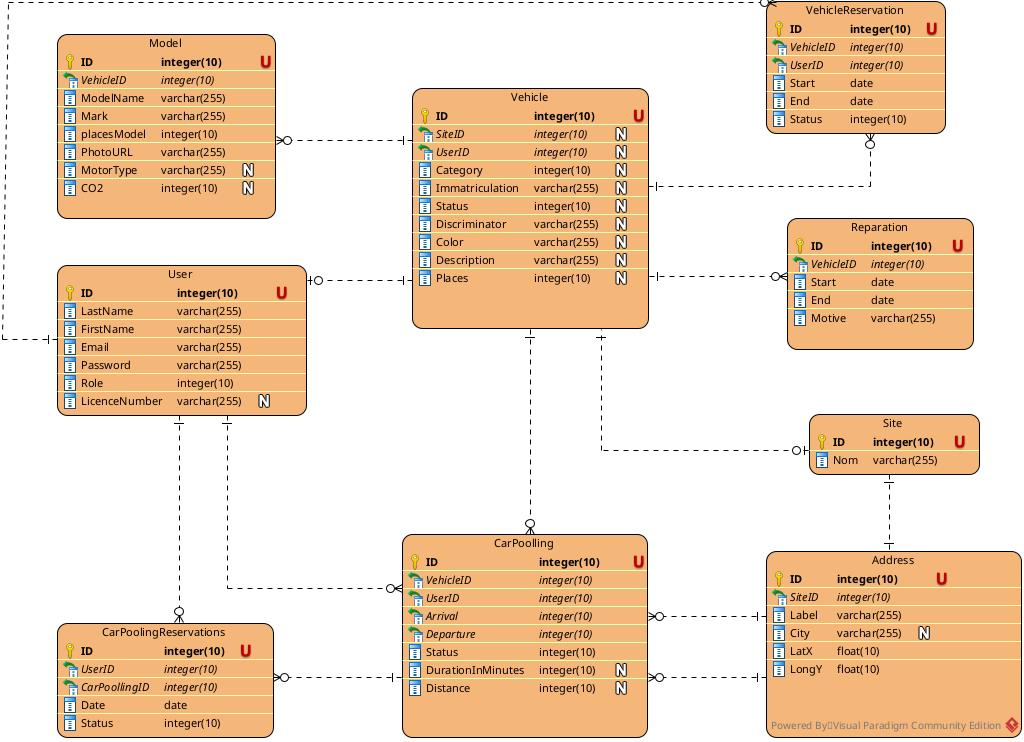 VehicleReservation
ID integer(10) U
VehicleID integer(10)
UserID integer(10)
Start date
End date
Status integer(10)
Model
ID integer(10) U
VehicleID integer(10)
ModelName varchar(255)
Mark varchar(255)
placesModel integer(10)
PhotoURL varchar(255)
MotorType varchar(255) N
CO2 integer(10) N
Vehicle
ID integer(10) U
SiteID integer(10) N
UserID integer(10) N
Category integer(10) N
Immatriculation varchar(255) N
Status integer(10) N
Discriminator varchar(255) N
Color varchar(255) N
Description varchar(255) N
Places integer(10) N
Reparation
ID integer(10) U
VehicleID integer(10)
Start date
End date
Motive varchar(255)
User
ID integer(10) U
LastName varchar(255)
FirstName varchar(255)
Email varchar(255)
Password varchar(255)
Role integer(10)
LicenceNumber varchar(255) N
Site
ID integer(10) U
Nom varchar(255)
CarPoolling
ID integer(10) U
VehicleID integer(10)
UserID integer(10)
Arrival integer(10)
Departure integer(10)
Status integer(10)
DurationInMinutes integer(10) N
Distance integer(10) N
Address
ID integer(10) U
SiteID integer(10)
Label varchar(255)
City varchar(255) N
LatX float(10)
LongY float(10)
CarPoolingReservations
ID integer(10) U
UserID integer(10)
CarPoollingID integer(10)
Date date
Status integer(10)
Powered By Visual Paradigm Community Edition